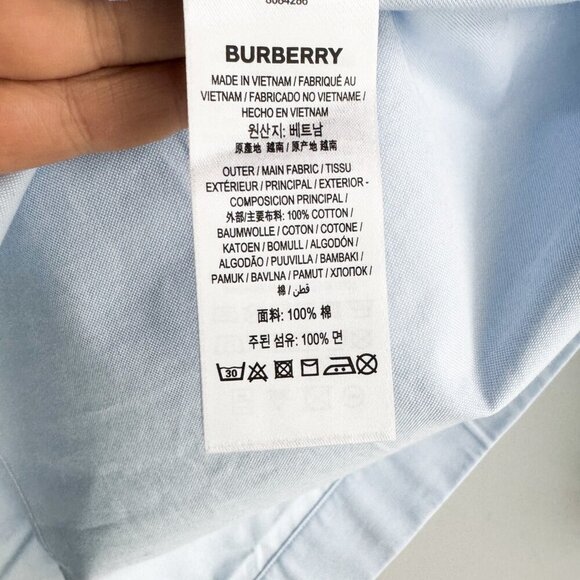 8084286
BURBERRY
MADE IN VIETNAM / FABRIQUÉ AU
VIETNAM / FABRICADO NO VIETNAME /
HECHO EN VIETNAM
원산지: 베트남
原產地 越南 / 原产地 越南
OUTER / MAIN FABRIC / TISSU
EXTÉRIEUR / PRINCIPAL / EXTERIOR -
COMPOSICION PRINCIPAL /
外部/主要布料: 100% COTTON /
BAUMWOLLE / COTON / COTONE /
KATOEN / BOMULL / ALGODÓN /
ALGODÃO / PUUVILLA / BAMBAKI /
PAMUK / BAVLNA / PAMUT / ХЛОПОК /
棉 / قطن /
面料: 100% 棉
주된 섬유: 100% 면
30